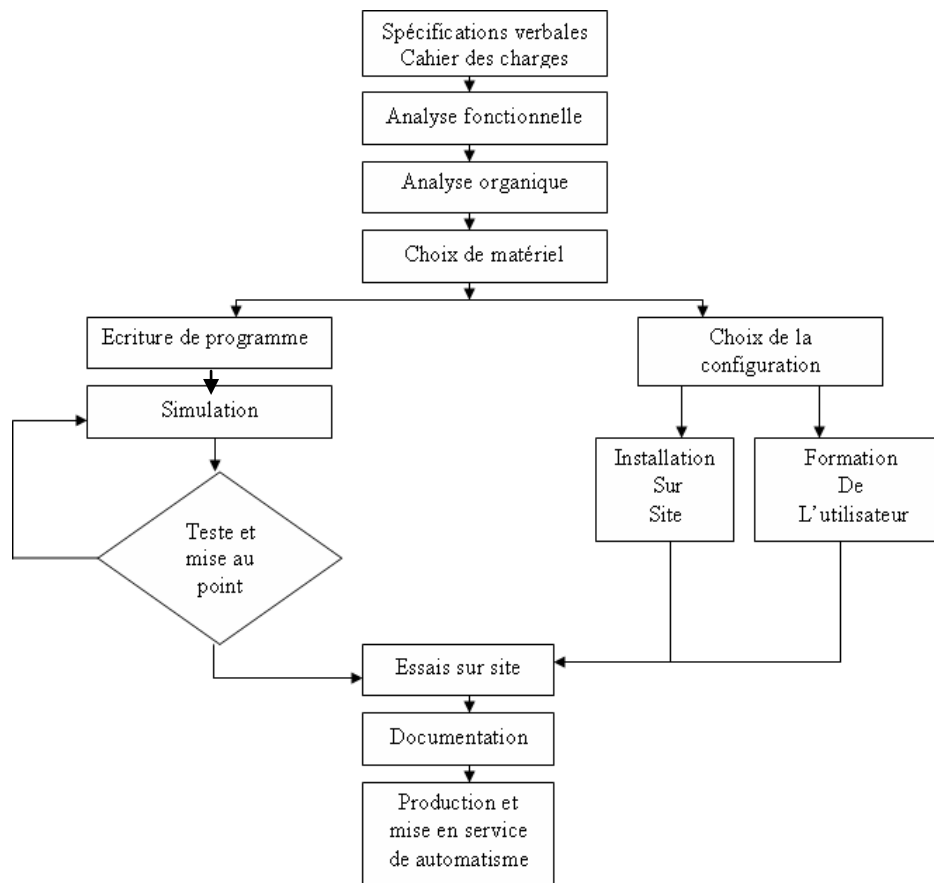 Spécifications verbales
Cahier des charges
Analyse fonctionnelle
Analyse organique
Choix de matériel
Ecriture de programme
Choix de la
configuration
Simulation
Installation
Sur
Site
Formation
De
L'utilisateur
Teste et
mise au
point
Essais sur site
Documentation
Production et
mise en service
de automatisme